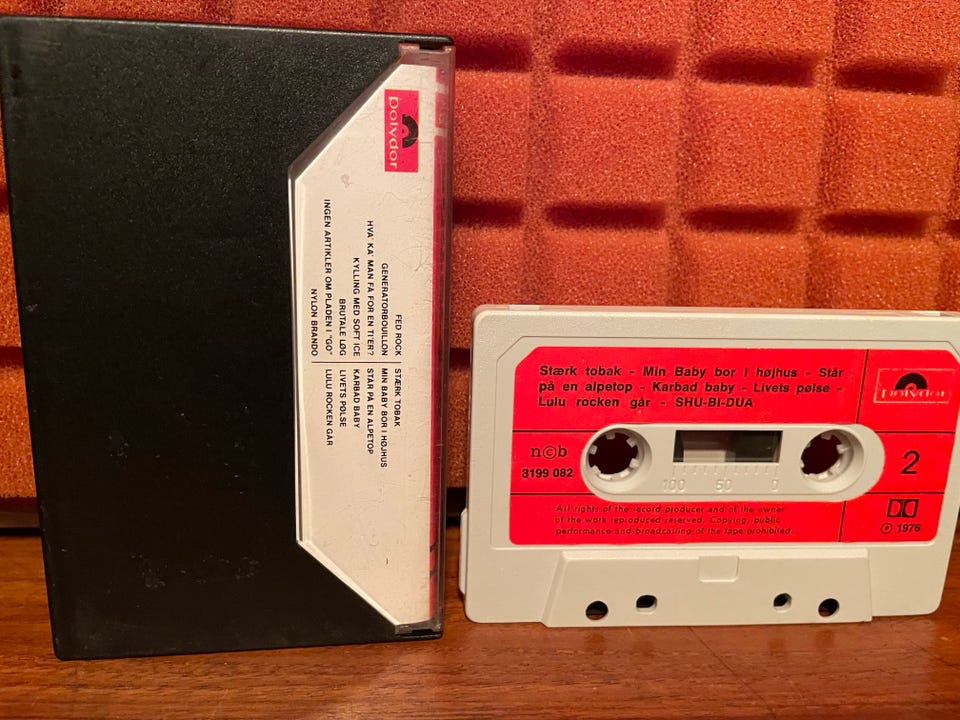 polydor
FED ROCK
GENERATORBOUILLON
HVA' KA' MAN FÅ FOR EN TI'ER?
KYLLING MED SOFT ICE
BRUTALE LØG
INGEN ARTIKLER OM PLADEN I "GO"
NYLON BRANDO
STÆRK TOBAK
MIN BABY BOR I HØJHUS
STÅR PÅ EN ALPETOP
KARBAD BABY
LIVETS PØLSE
LULU ROCKEN GÅR
Stærk tobak - Min Baby bor I højhus - Står
på en alpetop - Karbad baby - Livets pølse -
Lulu rocken går - SHU-BI-DUA
polydor
n©b
3199 082
100 50 0
2
All rights of the record producer and of the owner
of the work reproduced reserved. Copying, public
performance and broadcasting of the tape prohibited.
℗ 1976